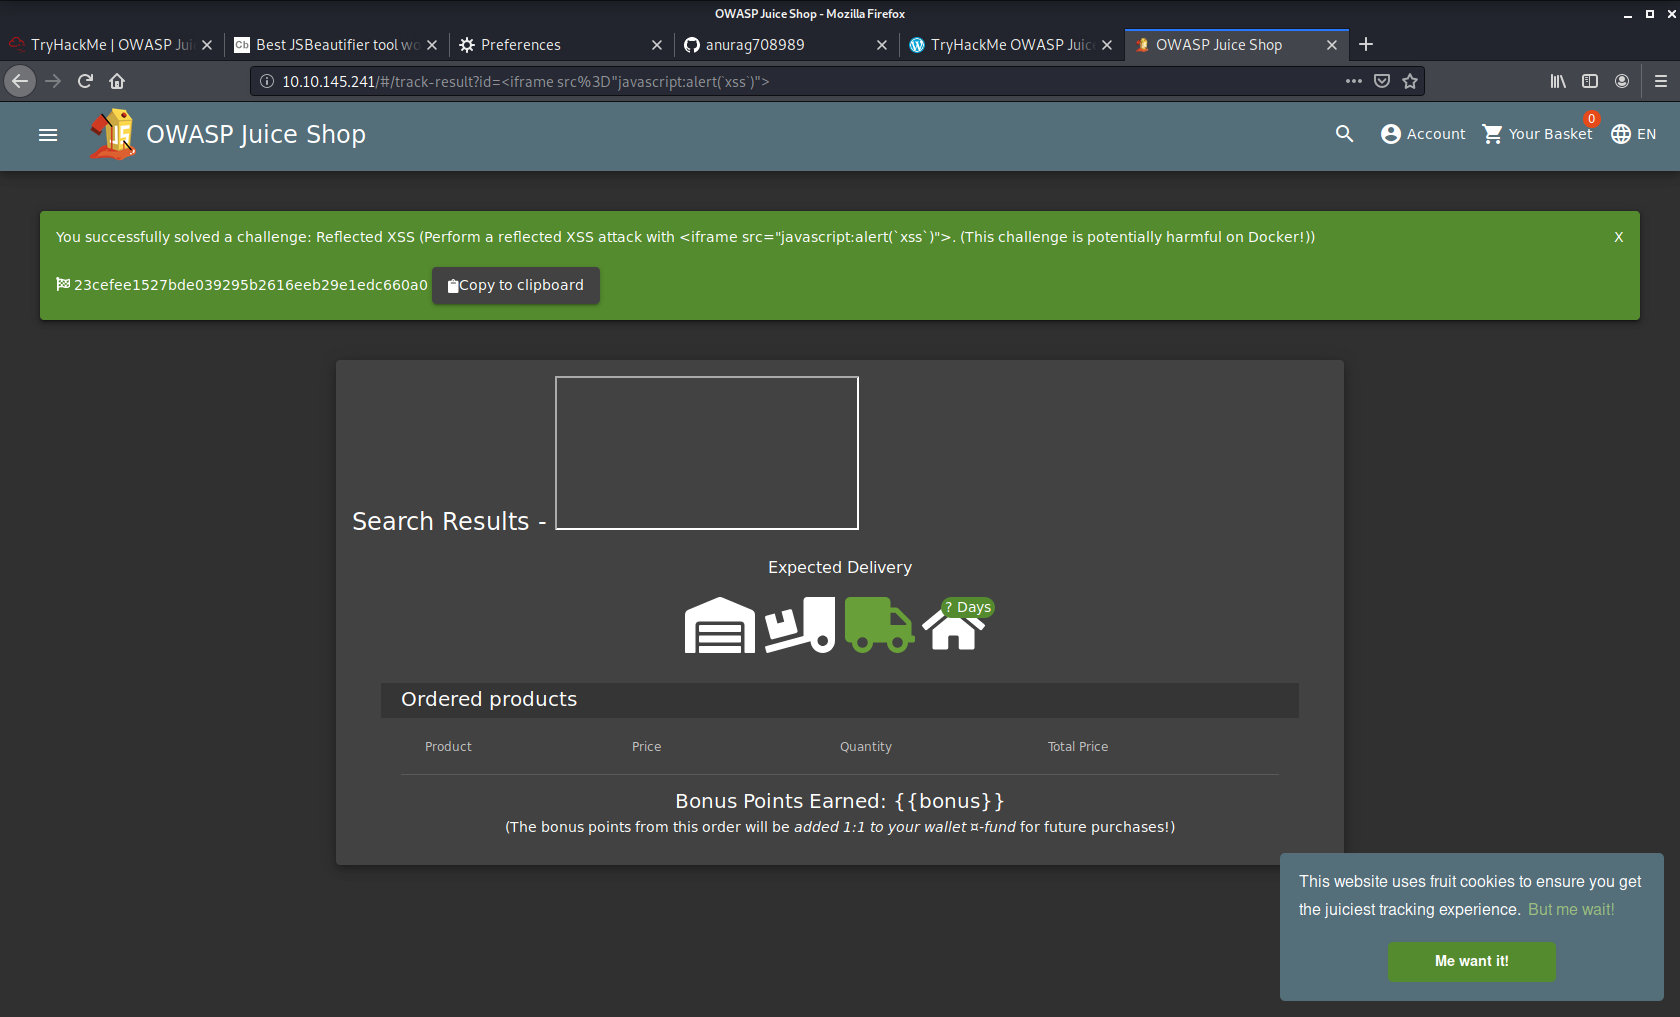 OWASP Juice Shop - Mozilla Firefox
TryHackMe | OWASP Jui
Cb Best JSBeautifier tool wo
Preferences
anurag708989
TryHackMe OWASP Juic
OWASP Juice Shop
10.10.145.241/#/track-result?id=<iframe src%3D"javascript:alert(`xss`)">
OWASP Juice Shop
Account
Your Basket
0
EN
You successfully solved a challenge: Reflected XSS (Perform a reflected XSS attack with <iframe src="javascript:alert(`xss`)">. (This challenge is potentially harmful on Docker!))
X
23cefee1527bde039295b2616eeb29e1edc660a0
Copy to clipboard
Search Results -
Expected Delivery
? Days
Ordered products
Product Price Quantity Total Price
Bonus Points Earned: {{bonus}}
(The bonus points from this order will be added 1:1 to your wallet ¤-fund for future purchases!)
This website uses fruit cookies to ensure you get
the juiciest tracking experience. But me wait!
Me want it!